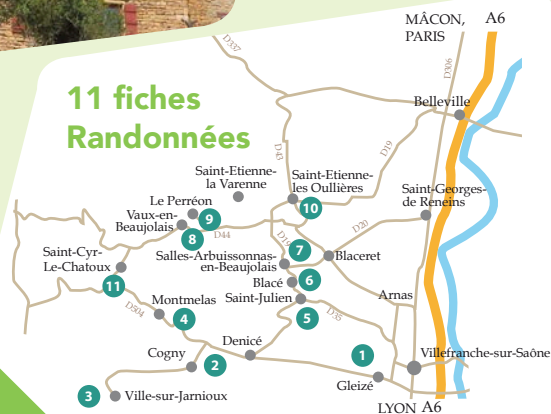 MÂCON, A6
PARIS
D337
D306
11 fiches
Randonnées
Belleville
D43
D19
Saint-Etienne-
la Varenne
Saint-Etienne-
les Oullières
Le Perréon
9
10
Saint-Georges-
de Reneins
Vaux-en-
Beaujolais
8
D44
D20
D19
7
Saint-Cyr-
Le-Chatoux
Salles-Arbuissonnas-
en-Beaujolais
Blaceret
11
Blacé
6
Saint-Julien
Arnas
D504
Montmelas
4
5
D35
Denicé
Cogny
2
1
Villefranche-sur-Saône
Gleizé
3
Ville-sur-Jarnioux
LYON A6